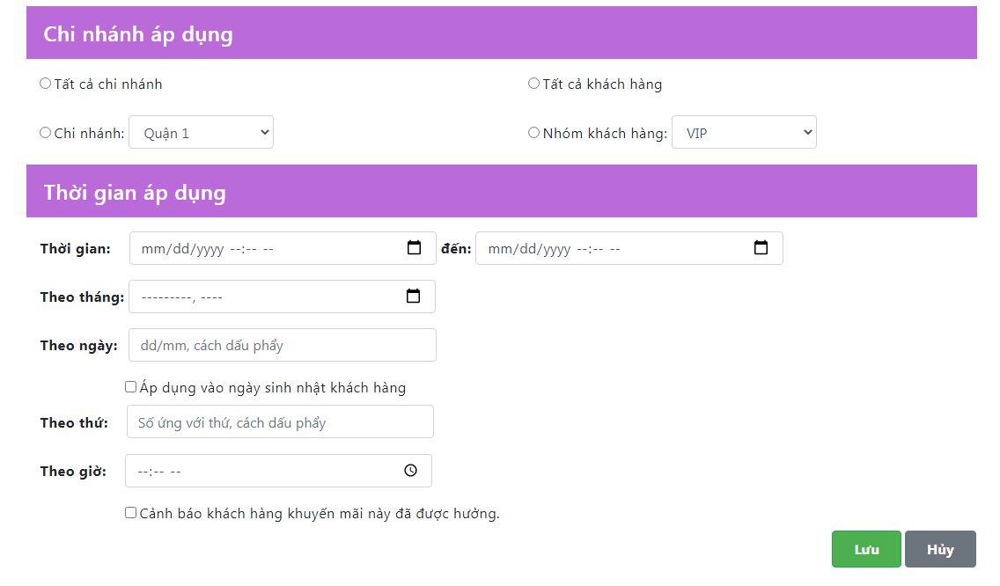 Chi nhánh áp dụng
Tất cả chi nhánh
Tất cả khách hàng
Chi nhánh: Quận 1
Nhóm khách hàng: VIP
Thời gian áp dụng
Thời gian: mm/dd/yyyy --:-- -- đến: mm/dd/yyyy --:-- --
Theo tháng: ---------, ----
Theo ngày: dd/mm, cách dấu phẩy
Áp dụng vào ngày sinh nhật khách hàng
Theo thứ: Số ứng với thứ, cách dấu phẩy
Theo giờ: --:-- --
Cảnh báo khách hàng khuyến mãi này đã được hưởng.
Lưu Hủy